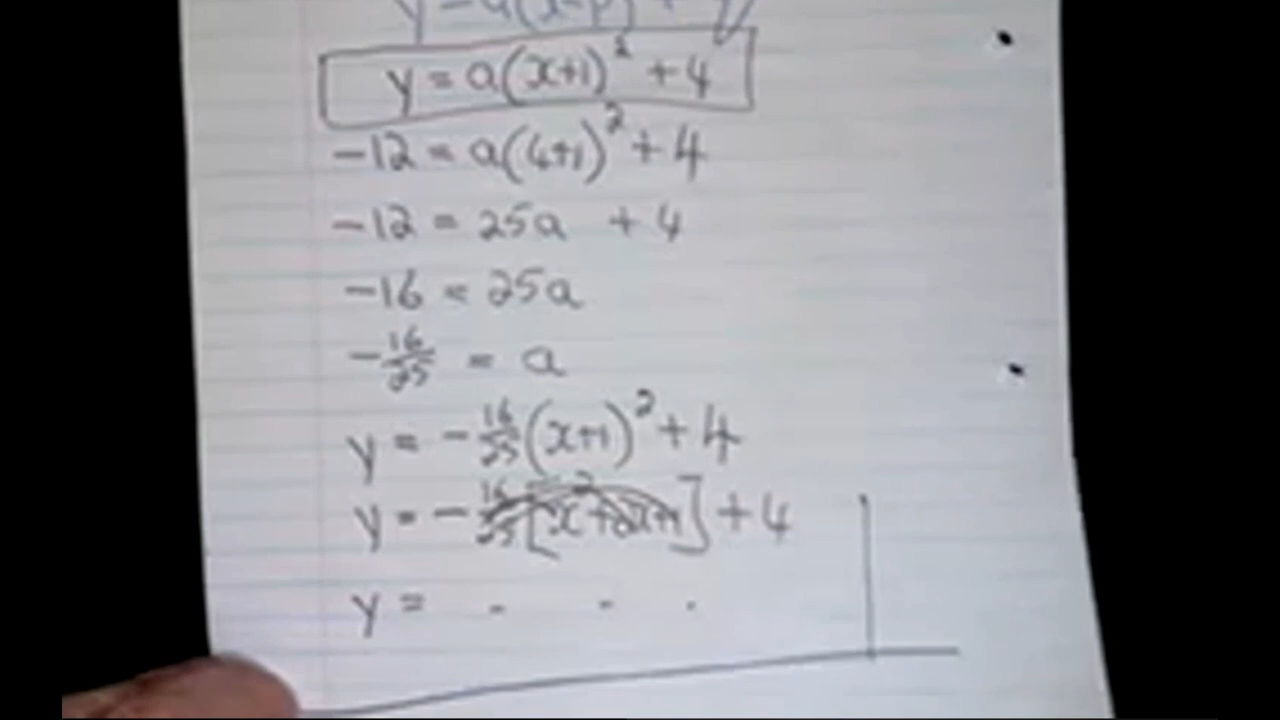 y = a(x-p)² + q
y = a(x+1)² + 4
-12 = a(4+1)² + 4
-12 = 25a + 4
-16 = 25a
-16/25 = a
y = -16/25(x+1)² + 4
y = -16/25[x²+2x+1] + 4
y = - - .